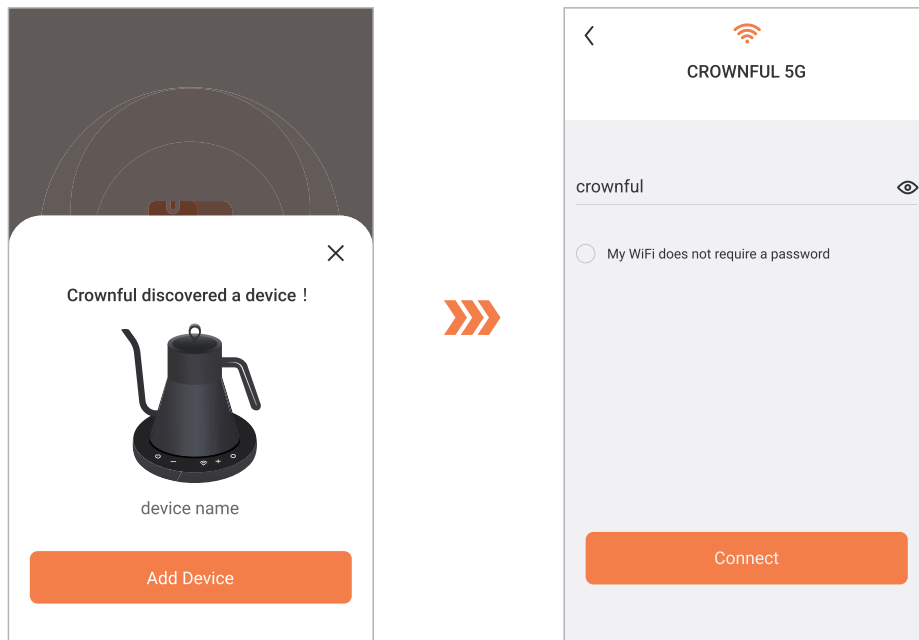 Crownful discovered a device !
device name
Add Device
CROWNFUL 5G
crownful
My WiFi does not require a password
Connect